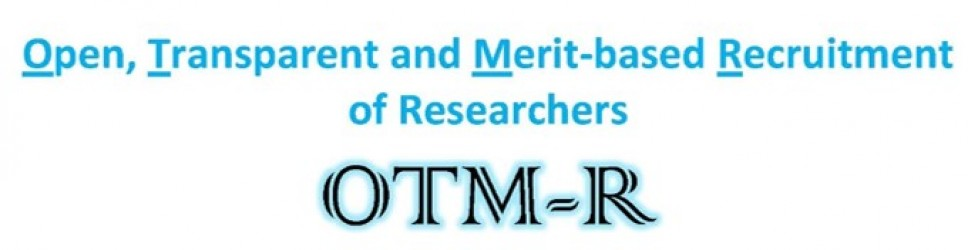 Open, Transparent and Merit-based Recruitment
of Researchers
OTM-R